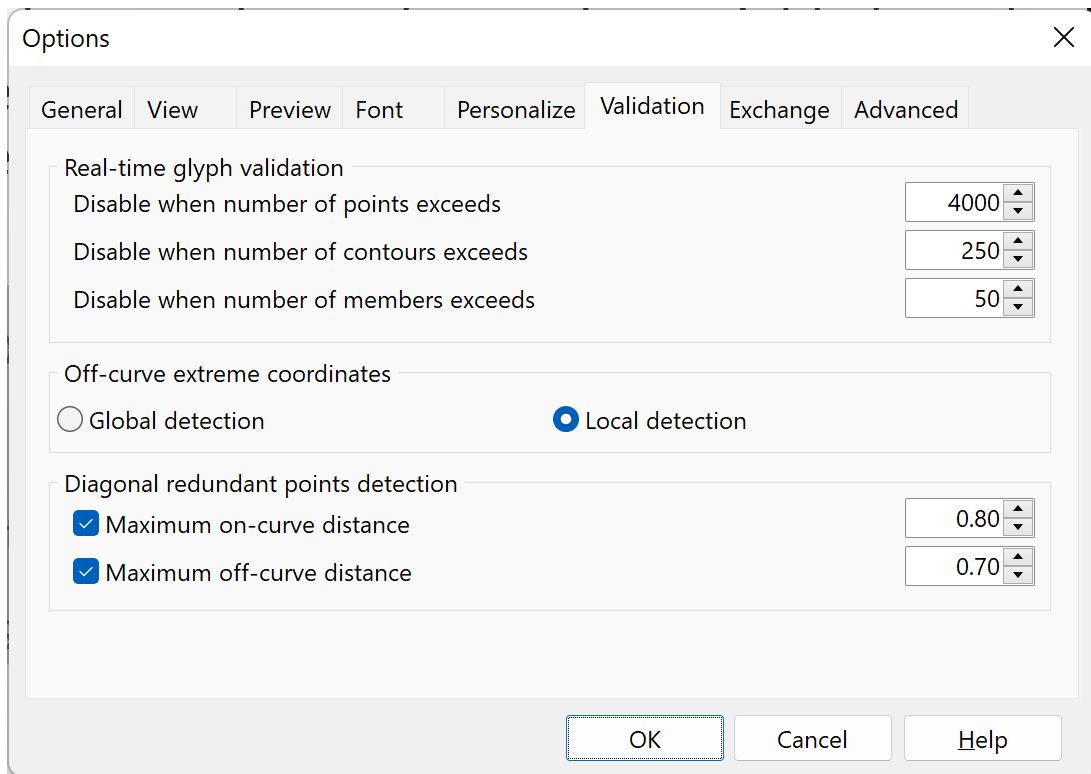 Options
General View Preview Font Personalize Validation Exchange Advanced
Real-time glyph validation
Disable when number of points exceeds 4000
Disable when number of contours exceeds 250
Disable when number of members exceeds 50
Off-curve extreme coordinates
Global detection Local detection
Diagonal redundant points detection
Maximum on-curve distance 0.80
Maximum off-curve distance 0.70
OK Cancel Help